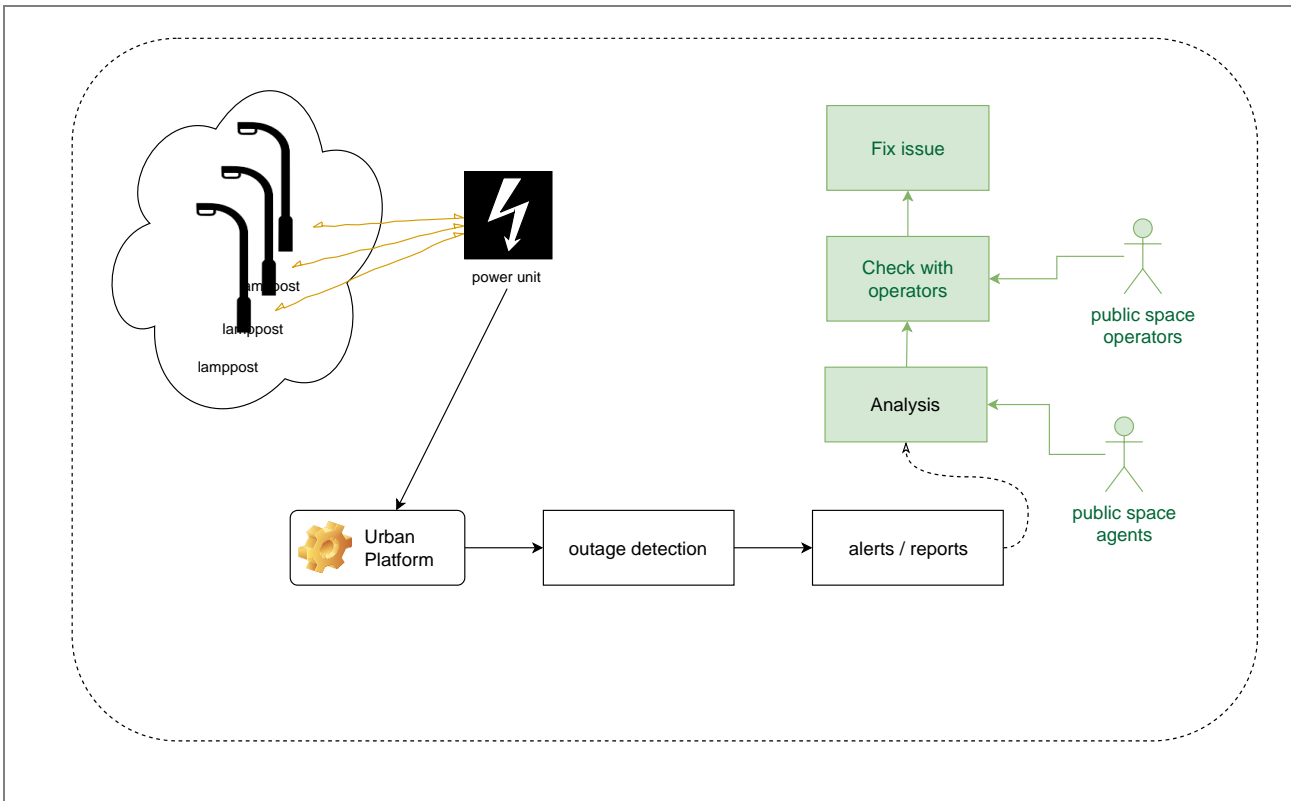 Fix issue
power unit
Check with
operators
public space
operators
lamppost
lamppost
lamppost
Analysis
public space
agents
Urban
Platform
outage detection
alerts / reports